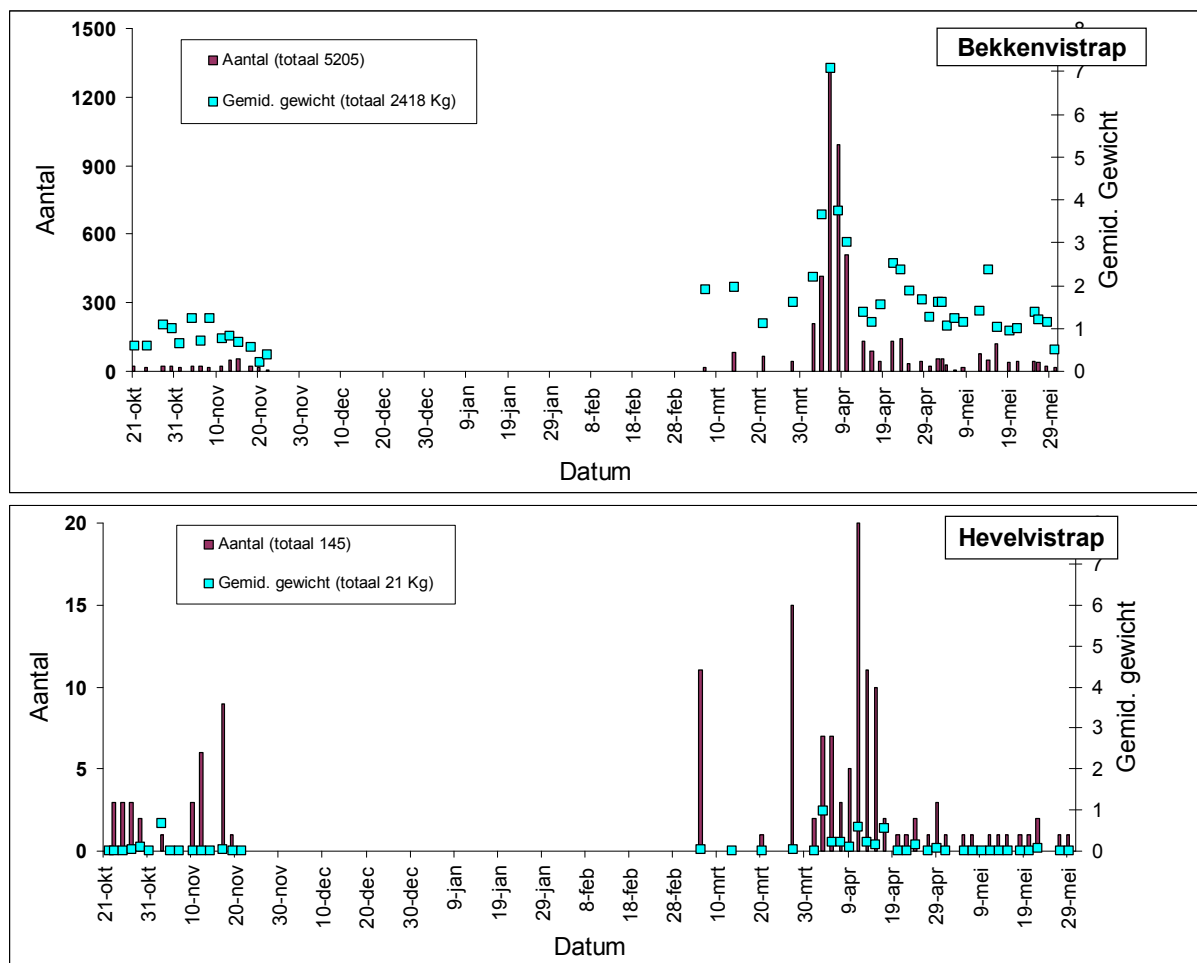 Bekkenvistrap
Aantal (totaal 5205)
Gemid. gewicht (totaal 2418 Kg)
1500
1200
900
600
300
0
Aantal
8
7
6
5
4
3
2
1
0
Gemid. Gewicht
21-okt
31-okt
10-nov
20-nov
30-nov
10-dec
20-dec
30-dec
9-jan
19-jan
29-jan
8-feb
18-feb
28-feb
10-mrt
20-mrt
30-mrt
9-apr
19-apr
29-apr
9-mei
19-mei
29-mei
Datum
Hevelvistrap
Aantal (totaal 145)
Gemid. gewicht (totaal 21 Kg)
20
15
10
5
0
Aantal
7
6
5
4
3
2
1
0
Gemid. gewicht
21-okt
31-okt
10-nov
20-nov
30-nov
10-dec
20-dec
30-dec
9-jan
19-jan
29-jan
8-feb
18-feb
28-feb
10-mrt
20-mrt
30-mrt
9-apr
19-apr
29-apr
9-mei
19-mei
29-mei
Datum